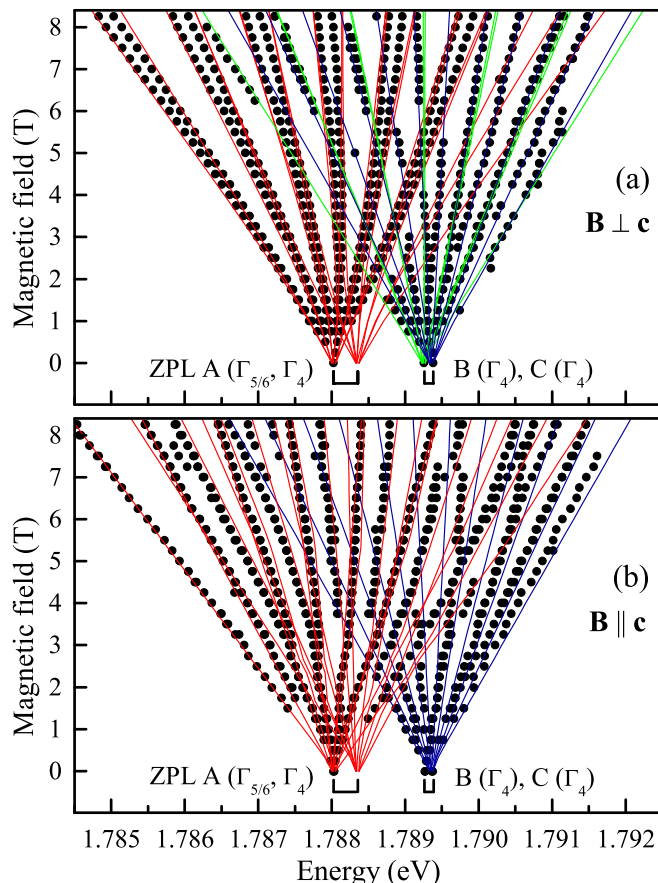 8
7
6
5
4
3
2
1
0
Magnetic field (T)
(a)
B ⊥ c
ZPL A (Γ5/6, Γ4)
B (Γ4), C (Γ4)
8
7
6
5
4
3
2
1
0
Magnetic field (T)
(b)
B ∥ c
ZPL A (Γ5/6, Γ4)
B (Γ4), C (Γ4)
1.785 1.786 1.787 1.788 1.789 1.790 1.791 1.792
Energy (eV)